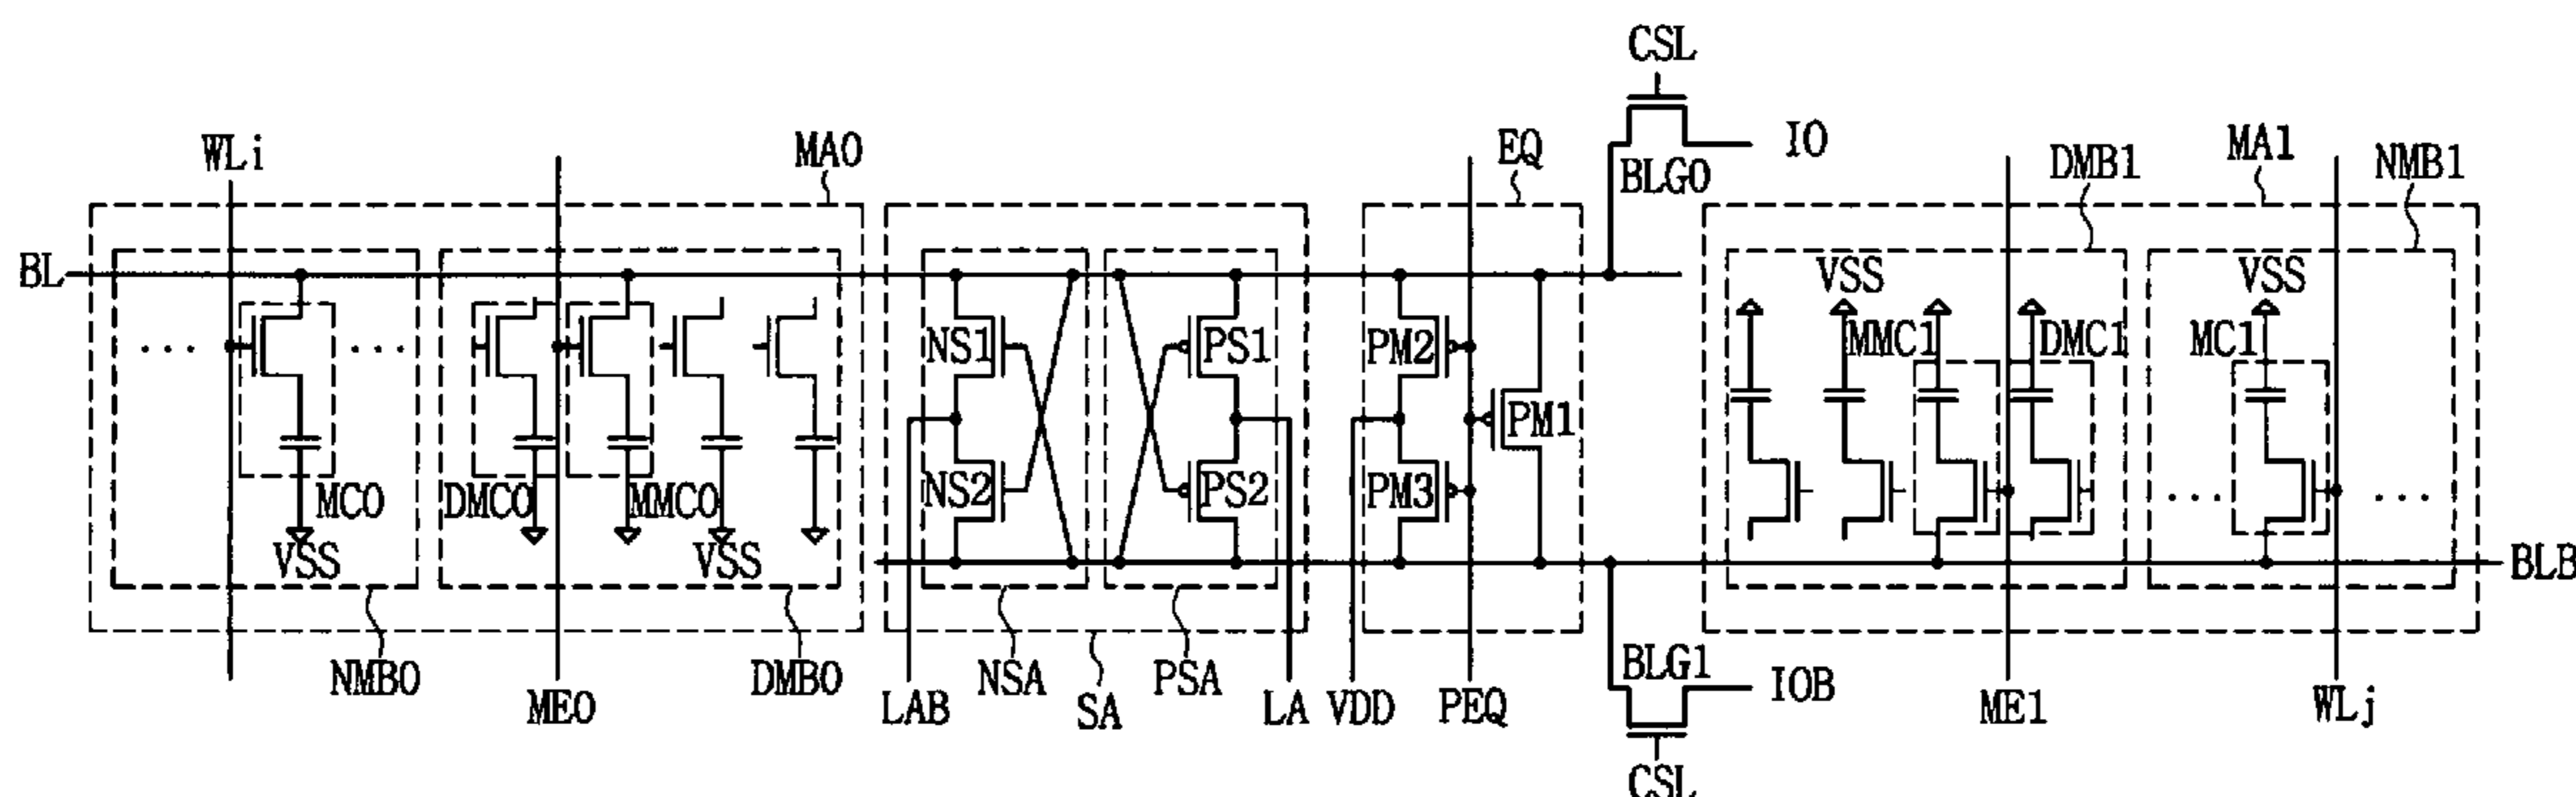 CSL
WLi
MA0
EQ
IO
BLG0
DMB1
MA1
NMB1
BL
VSS
VSS
NS1
PS1
PM2
MMC1
DMC1
MC1
PM1
...
...
NS2
PS2
PM3
MC0
DMC0
MMC0
...
...
VSS
VSS
BLB
NMB0
ME0
DMB0
LAB
NSA
SA
PSA
LA
VDD
PEQ
BLG1
IOB
ME1
WLj
CSL